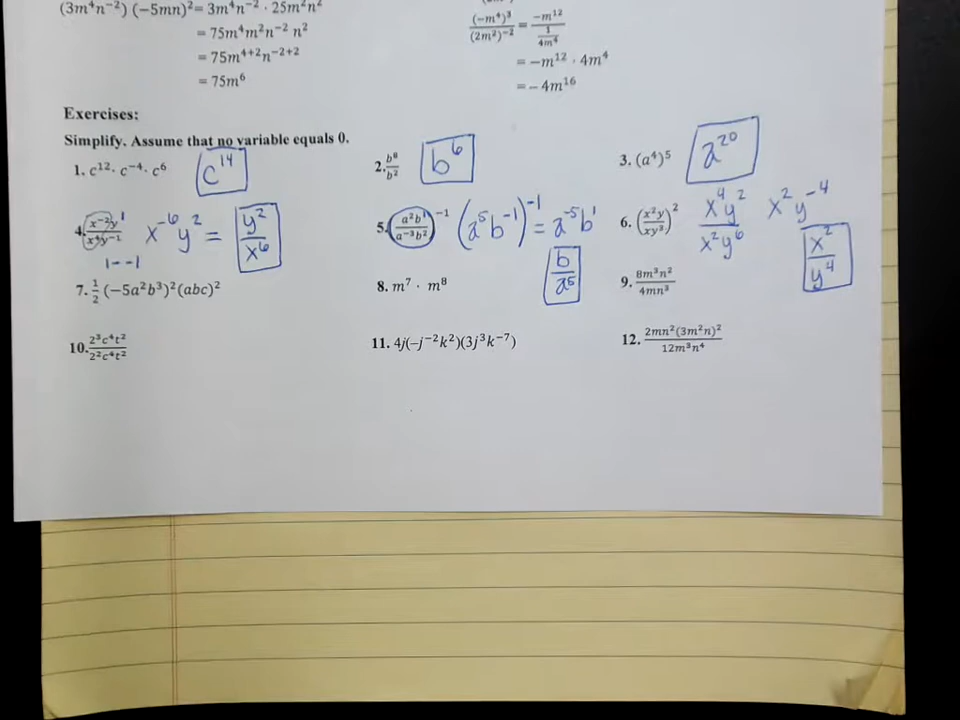 (3m⁴n⁻²) (−5mn)²= 3m⁴n⁻² · 25m²n²
= 75m⁴m²n⁻² n²
= 75m⁴⁺²n⁻²⁺²
= 75m⁶
(-m⁴)³/(2m²)⁻² = -m¹²/(1/4m⁴)
= −m¹² · 4m⁴
= − 4m¹⁶
Exercises:
Simplify. Assume that no variable equals 0.
1. c¹²· c⁻⁴· c⁶ c¹⁴
2. b⁸/b² b⁶
3. (a⁴)⁵ a²⁰
4. x⁻²y¹/x⁴y⁻¹ x⁻⁶y² = y²/x⁶
1--1
5. (a²b¹/a⁻³b²)⁻¹ (a⁵b⁻¹)⁻¹ = a⁻⁵b¹
b/a⁵
6. (x²y/xy³)² x⁴y²/x²y⁶ x²y⁻⁴
x²/y⁴
7. 1/2 (−5a²b³)²(abc)²
8. m⁷ · m⁸
9. 8m³n²/4mn³
10. 2³c⁴t²/2²c⁴t²
11. 4j(−j⁻²k²)(3j³k⁻⁷)
12. 2mn²(3m²n)²/12m³n⁴